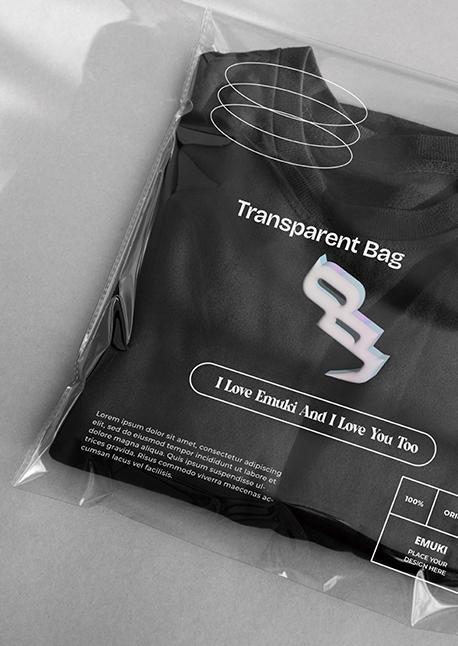 Transparent Bag
I Love Emuki And I Love You Too
Lorem ipsum dolor sit amet, consectetur adipiscing
elit, sed do eiusmod tempor incididunt ut labore et
dolore magna aliqua. Quis ipsum suspendisse ul-
trices gravida. Risus commodo viverra maecenas ac-
cumsan lacus vel facilisis.
100%
ORI
EMUKI
PLACE YOUR
DESIGN HERE